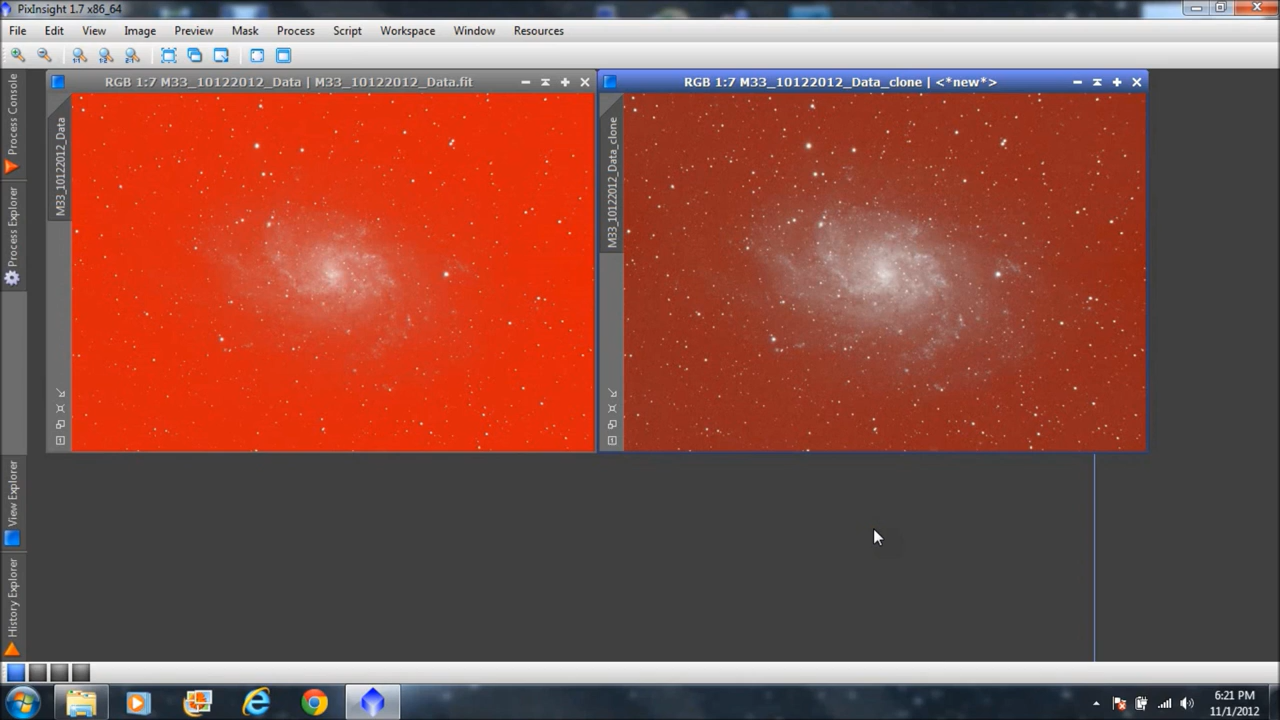 PixInsight 1.7 x86_64
File Edit View Image Preview Mask Process Script Workspace Window Resources
RGB 1:7 M33_10122012_Data | M33_10122012_Data.fit
RGB 1:7 M33_10122012_Data_clone | <*new*>
M33_10122012_Data
M33_10122012_Data_clone
Process Console
Process Explorer
View Explorer
History Explorer
6:21 PM
11/1/2012